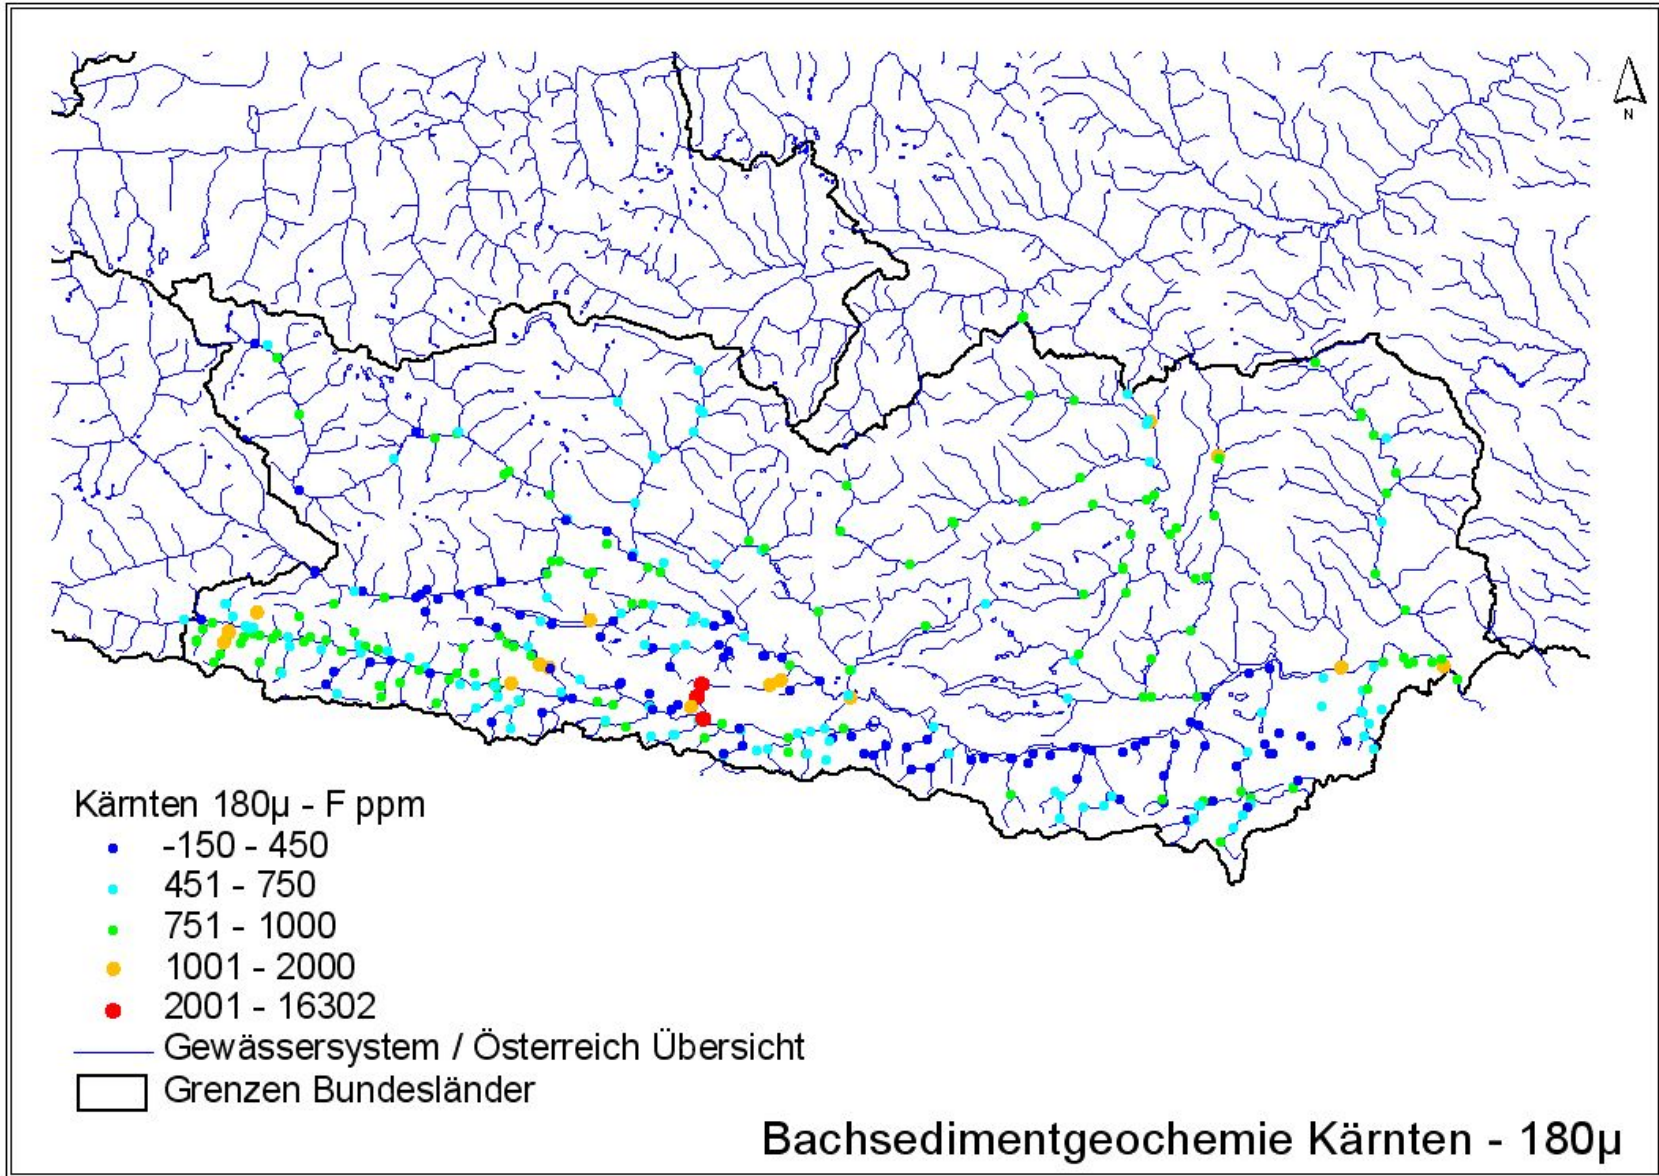 N
Kärnten 180µ - F ppm
-150 - 450
451 - 750
751 - 1000
1001 - 2000
2001 - 16302
Gewässersystem / Österreich Übersicht
Grenzen Bundesländer
Bachsedimentgeochemie Kärnten - 180µ